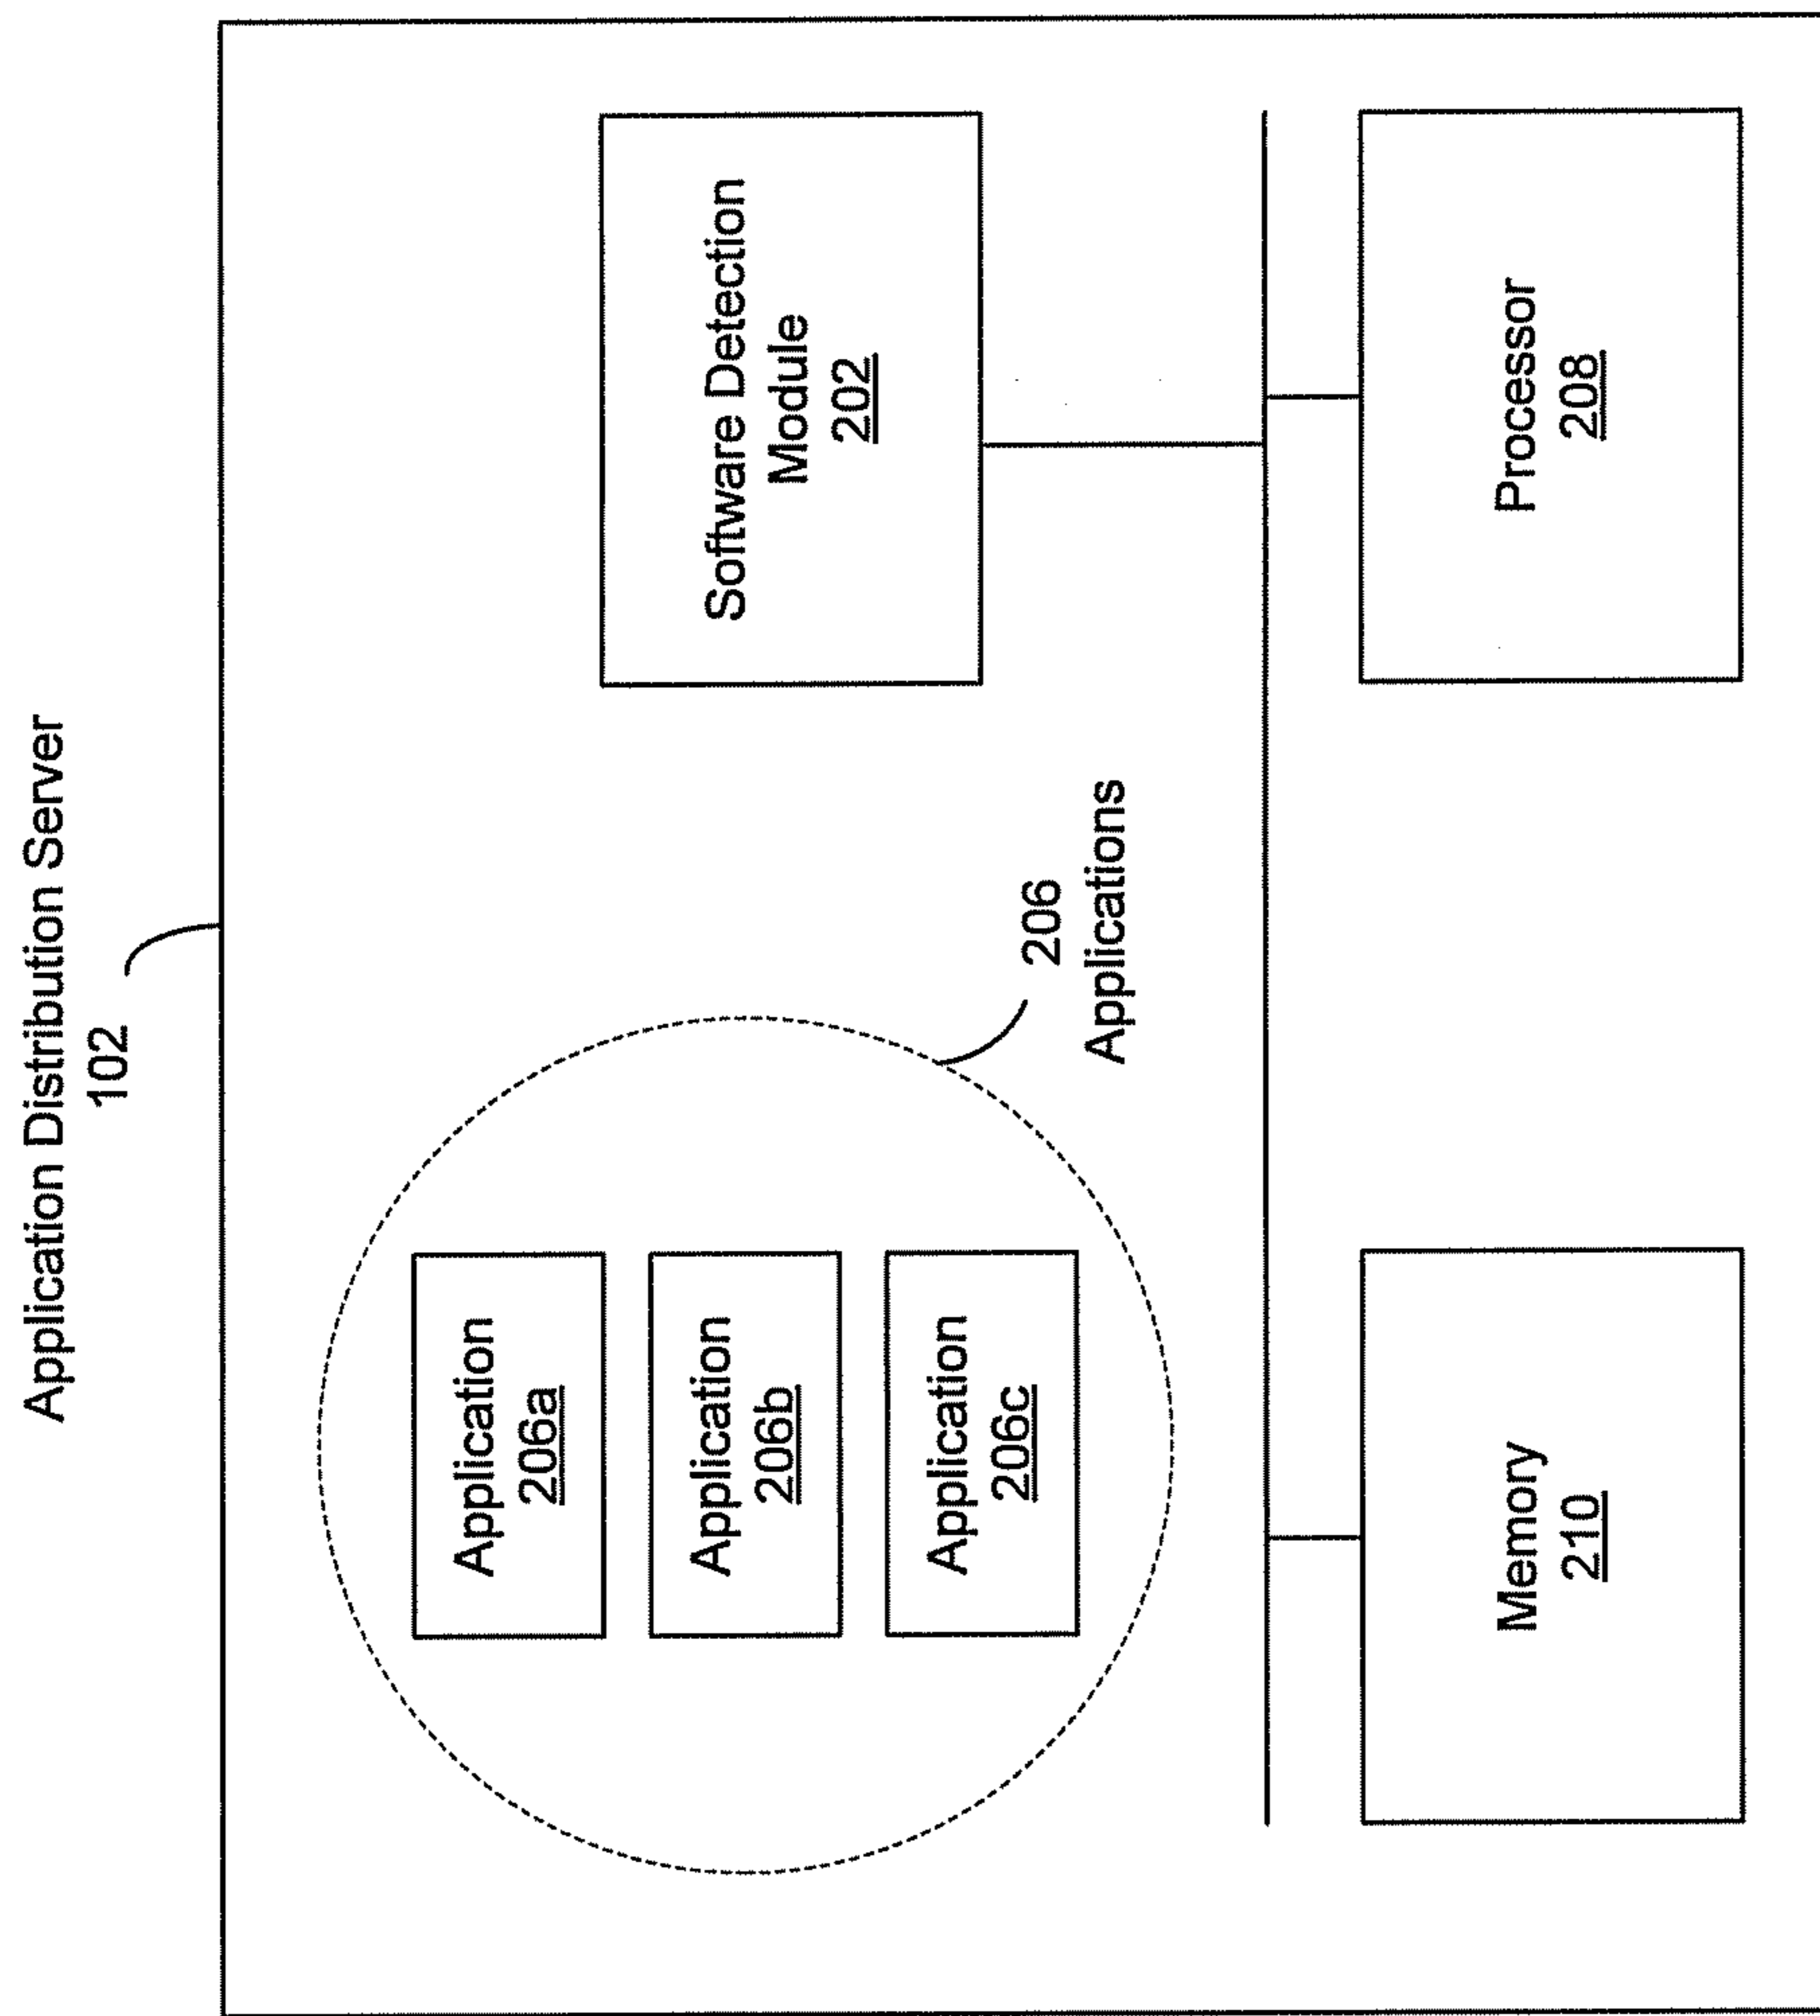 Application Distribution Server
102
Application
206a
Application
206b
Application
206c
206
Applications
Software Detection
Module
202
Memory
210
Processor
208